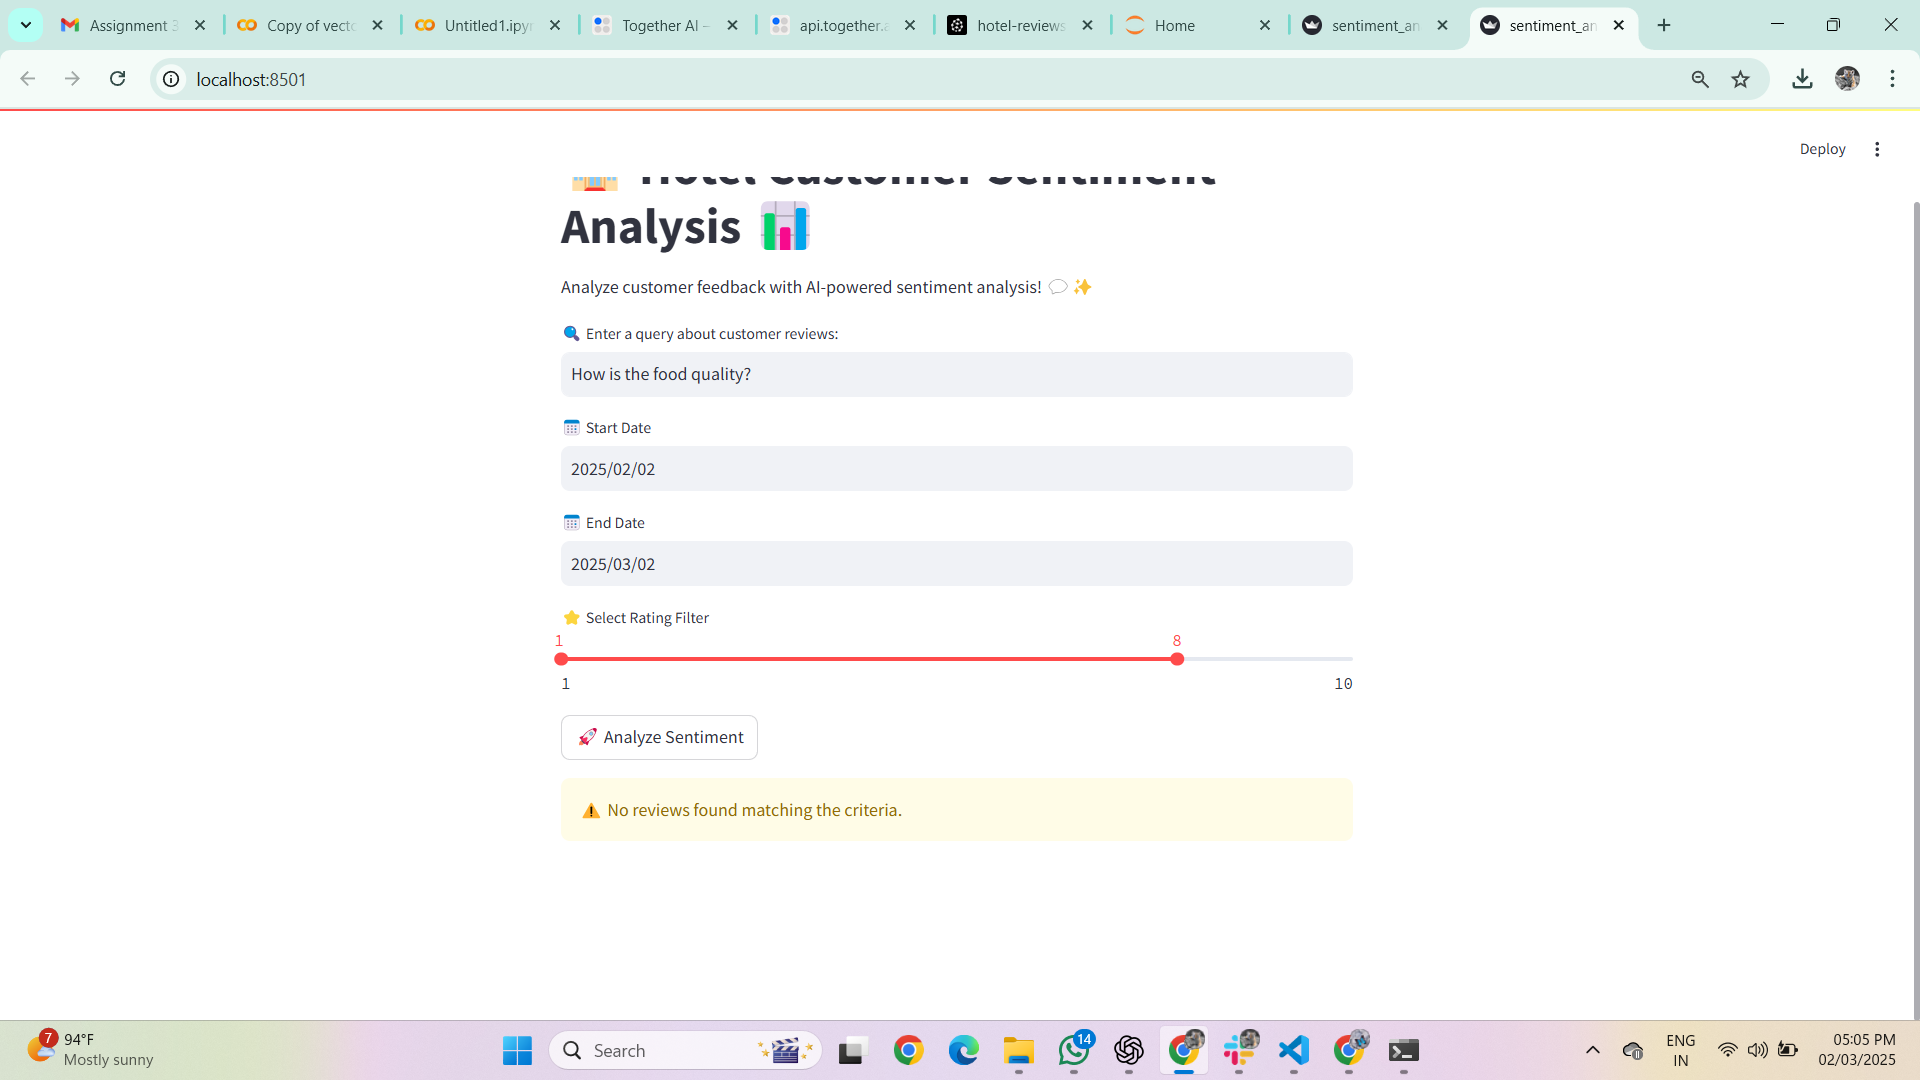 Assignment 3
Copy of vecto
Untitled1.ipyn
Together AI –
api.together.a
hotel-reviews
Home
sentiment_an
sentiment_an
localhost:8501
Deploy
Hotel Customer Sentiment
Analysis
Analyze customer feedback with AI-powered sentiment analysis!
Enter a query about customer reviews:
How is the food quality?
Start Date
2025/02/02
End Date
2025/03/02
Select Rating Filter
1 8
1 10
Analyze Sentiment
No reviews found matching the criteria.
7
94°F
Mostly sunny
Search
14
ENG
IN
05:05 PM
02/03/2025